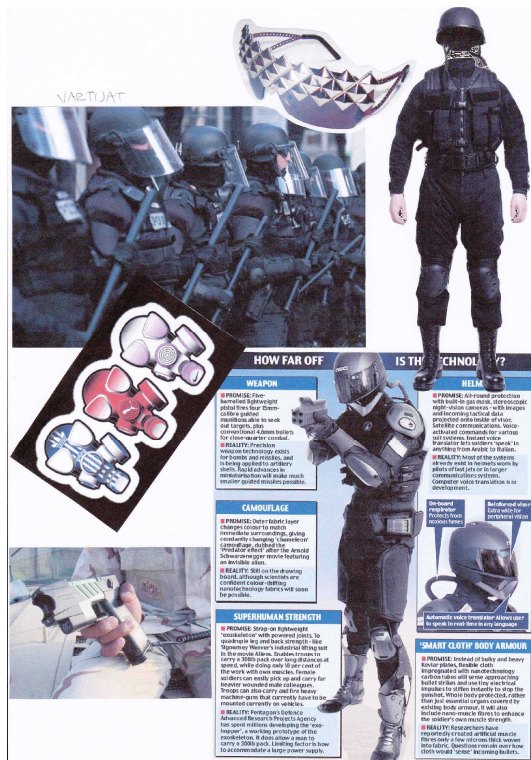 VARTIJAT
HOW FAR OFF IS THE TECHNOLOGY?
WEAPON
■ PROMISE: Five-
barrelled lightweight
pistol fires four 15mm-
calibre guided
munitions able to seek
out targets, plus
conventional 4.6mm bullets
for close-quarter combat.
■ REALITY: Precision
weapon technology exists
for bombs and missiles, and
is being applied to artillery
shells. Rapid advances in
miniaturisation will make much
smaller guided missiles possible.
CAMOUFLAGE
■ PROMISE: Outer fabric layer
changes colour to match
immediate surroundings, giving
constantly changing 'chameleon'
camouflage, dubbed the
'Predator effect' after the Arnold
Schwarzenegger movie featuring
an invisible alien.
■ REALITY: Still on the drawing
board, although scientists are
confident colour-shifting
nanotechnology fabrics will soon
be possible.
SUPERHUMAN STRENGTH
■ PROMISE: Strap-on lightweight
'exoskeleton' with powered joints. To
quadruple leg and back strength - like
Sigourney Weaver's industrial lifting suit
in the movie Aliens. Enables troops to
carry a 300lb pack over long distances at
speed, while doing only 10 per cent of
the work with own muscles. Female
soldiers can easily pick up and carry far
heavier wounded male colleagues.
Troops can also carry and fire heavy
machine-guns that currently have to be
mounted currently on vehicles.
■ REALITY: Pentagon's Defence
Advanced Research Projects Agency
has spent millions developing the 'exo-
hopper', a working prototype of the
exoskeleton. It does allow a man to
carry a 300lb pack. Limiting factor is how
to accommodate a large power supply.
HELM
■ PROMISE: All-round protection
with built-in gas mask, stereoscopic
night-vision cameras - with images
and incoming tactical data
projected onto inside of visor.
Satellite communications. Voice-
activated commands for various
suit systems. Instant voice
translator lets soldiers 'speak' in
anything from Arabic to Italian.
■ REALITY: Most of the systems
already exist in helmets worn by
pilots of fast jets or in larger
communications systems.
Computer voice translation is in
development.
On-board
respirator
Protects from
noxious fumes
Reinforced visor
Extra wide for
peripheral vision
Automatic voice translator Allows user
to speak in real-time in any language
'SMART CLOTH' BODY ARMOUR
■ PROMISE: Instead of bulky and heavy
Kevlar plates, flexible cloth
impregnated with nanotechnology
carbon tubes will sense approaching
bullet strikes and use tiny electrical
impulses to stiffen instantly to stop the
gunshot. Whole body protected, rather
than just essential organs covered by
existing body armour. It will also
include nano-muscle fibres to enhance
the soldier's own muscle strength.
■ REALITY: Researchers have
reportedly created artificial muscle
fibres only a few microns thick woven
into fabric. Questions remain over how
cloth would 'sense' incoming bullets.